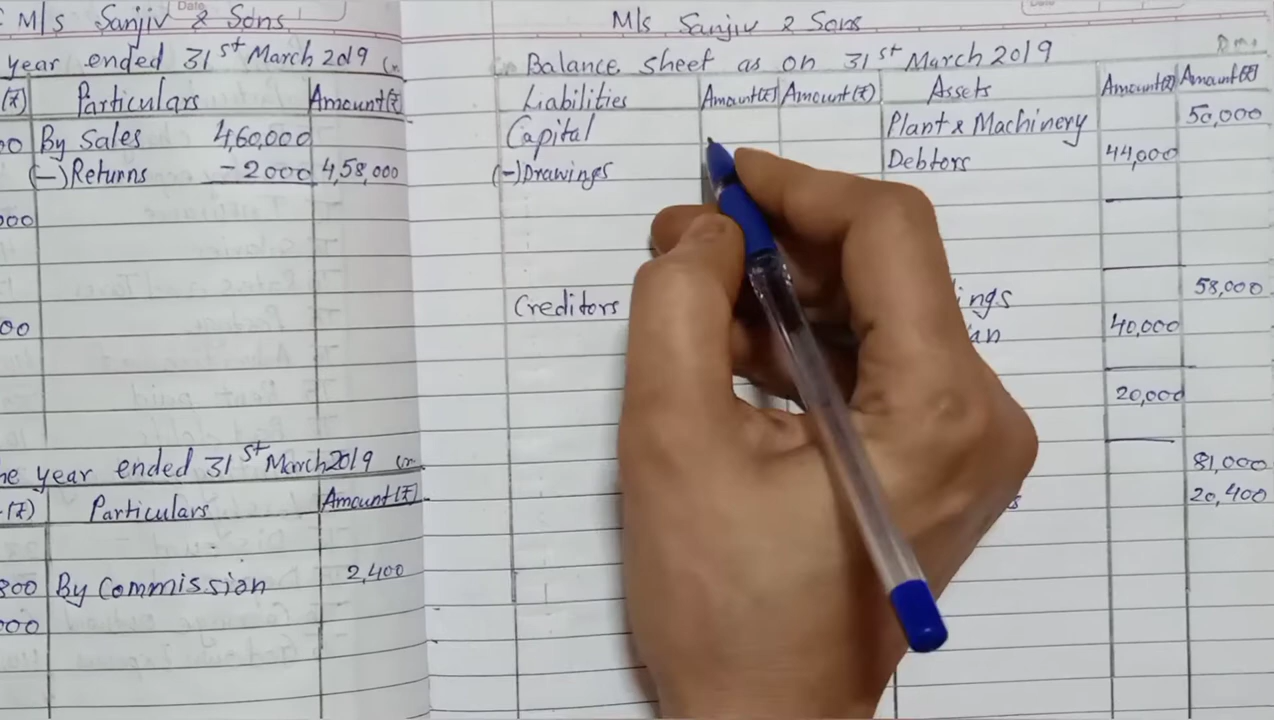 M/s Sanjiv & Sons
year ended 31st March 2019
(₹) Particulars Amount(₹)
By Sales 4,60,000
(-) Returns - 2000 4,58,000
000
00
he year ended 31st March 2019
(₹) Particulars Amount(₹)
800 By Commission 2,400
000
M/s Sanjiv & Sons
Balance sheet as on 31st March 2019
Liabilities Amount(₹) Amount(₹) Assets Amount(₹) Amount(₹)
Capital Plant & Machinery 50,000
(-) Drawings Debtors 44,000
Creditors ings 58,000
an 40,000
20,000
81,000
s 20,400